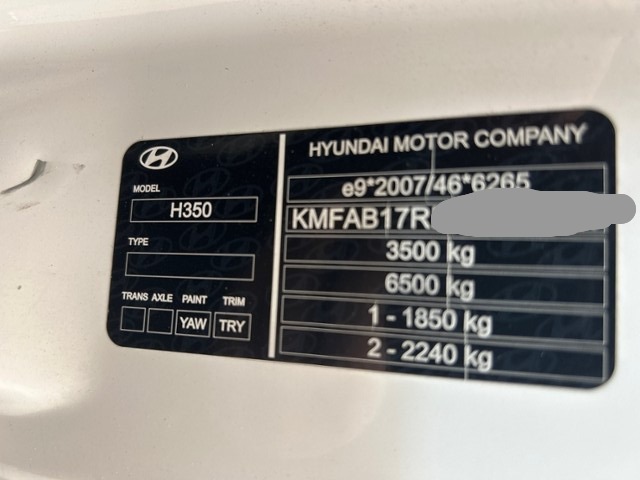 HYUNDAI MOTOR COMPANY
MODEL
H350
TYPE
TRANS AXLE PAINT TRIM
YAW TRY
e9*2007/46*6265
KMFAB17R
3500 kg
6500 kg
1 - 1850 kg
2 - 2240 kg